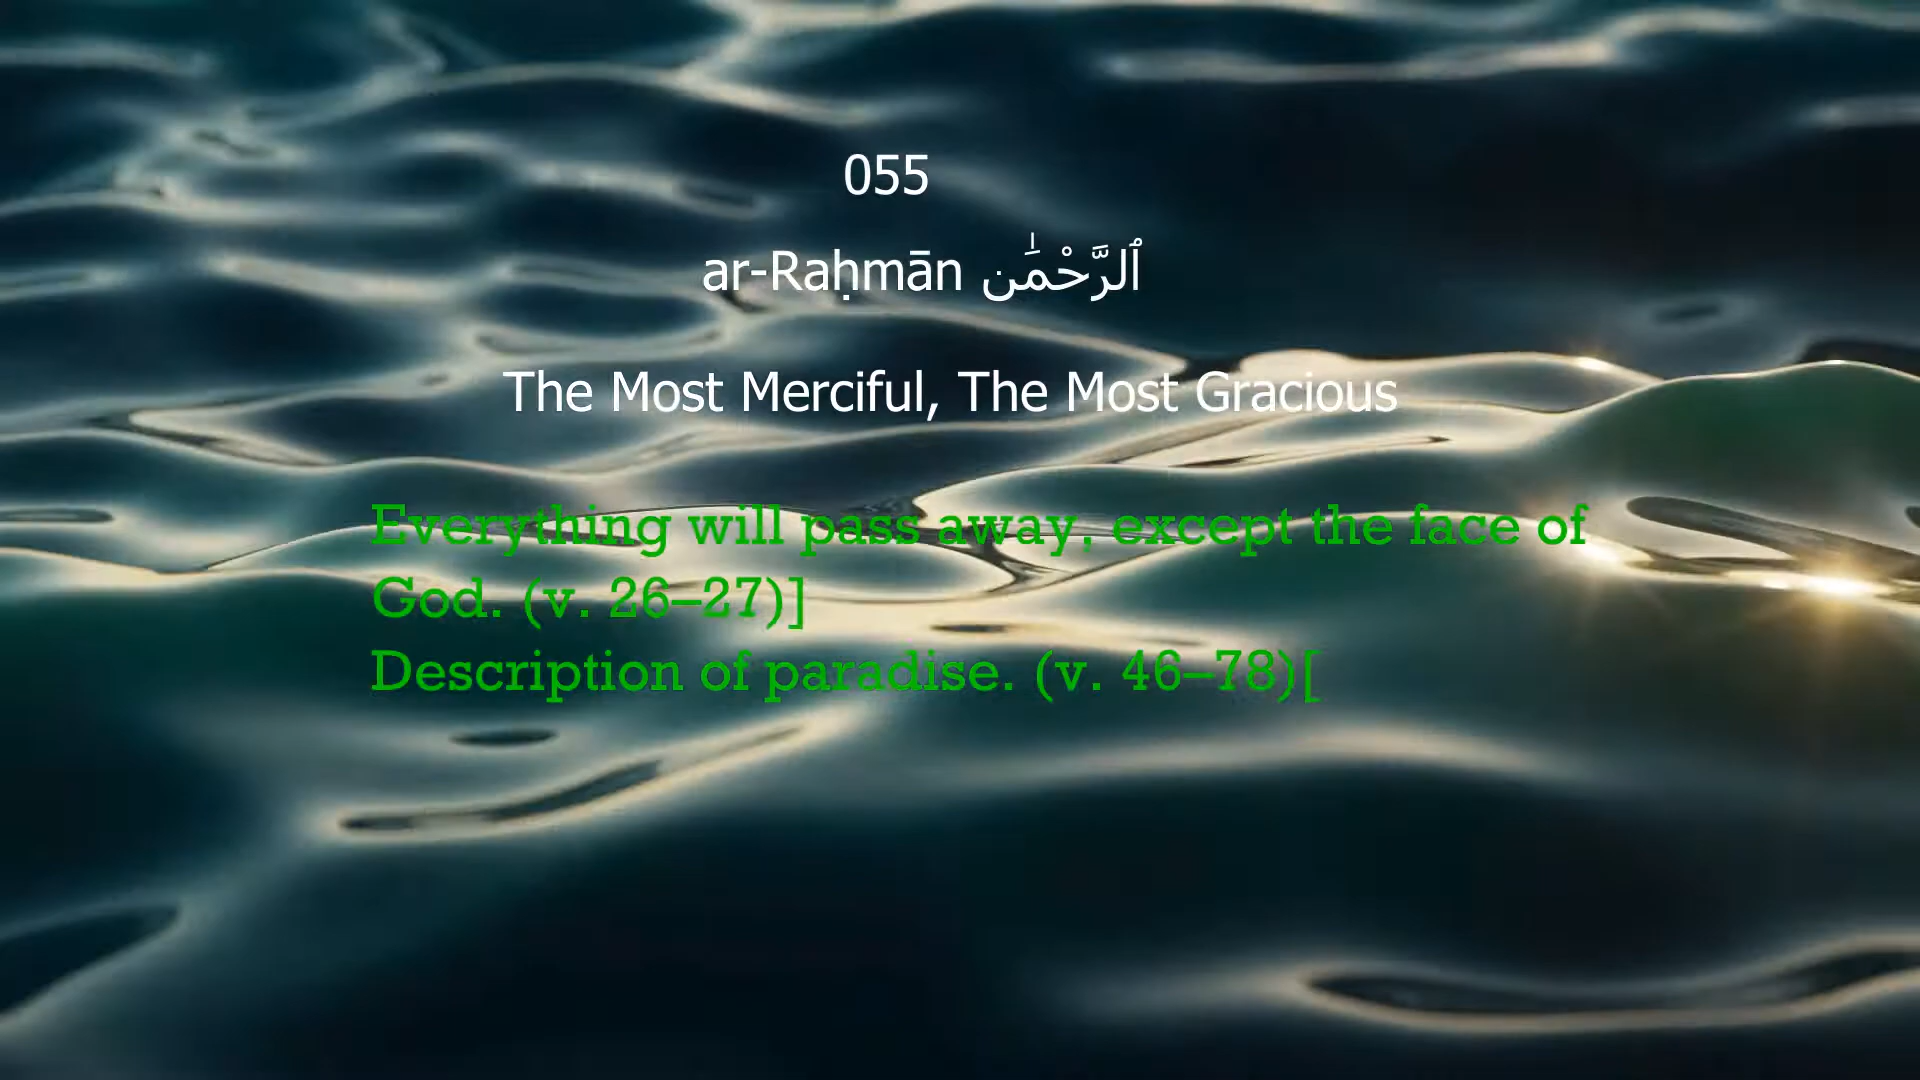 055
ar-Raḥmān ٱلرَّحْمَٰن
The Most Merciful, The Most Gracious
Everything will pass away, except the face of
God. (v. 26–27)]
Description of paradise. (v. 46–78)[